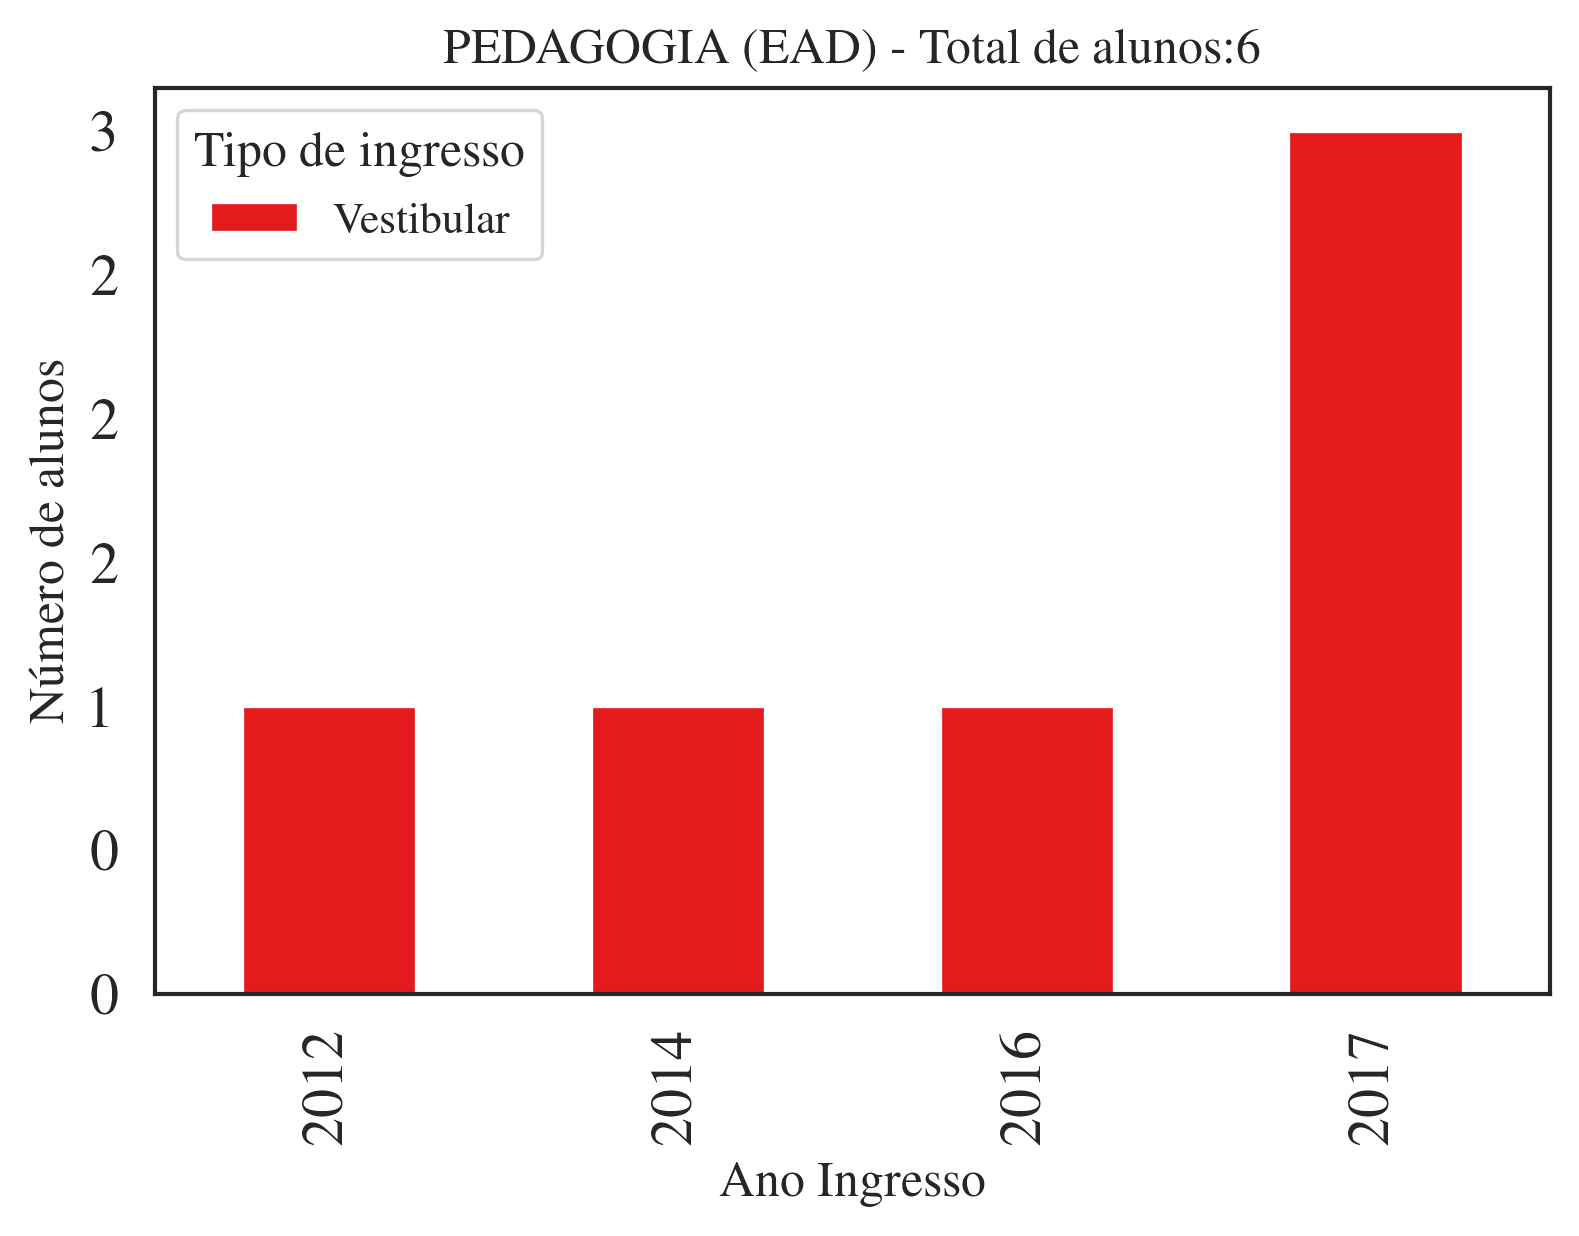 PEDAGOGIA (EAD) - Total de alunos:6
Tipo de ingresso
Vestibular
Número de alunos
3
2
2
2
1
0
0
2012
2014
2016
2017
Ano Ingresso